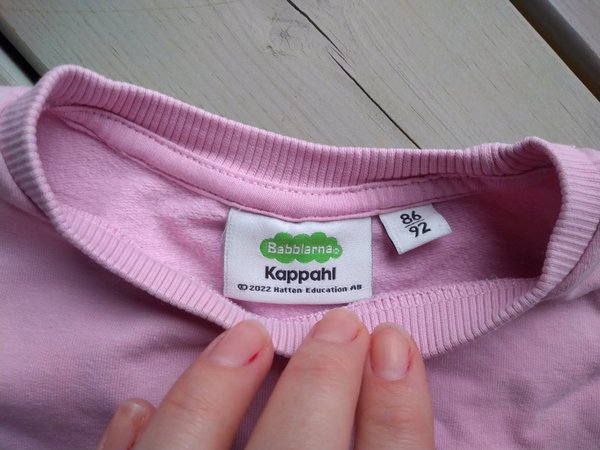 Babblarna
Kappahl
©2022 Hatten Education AB
86
92